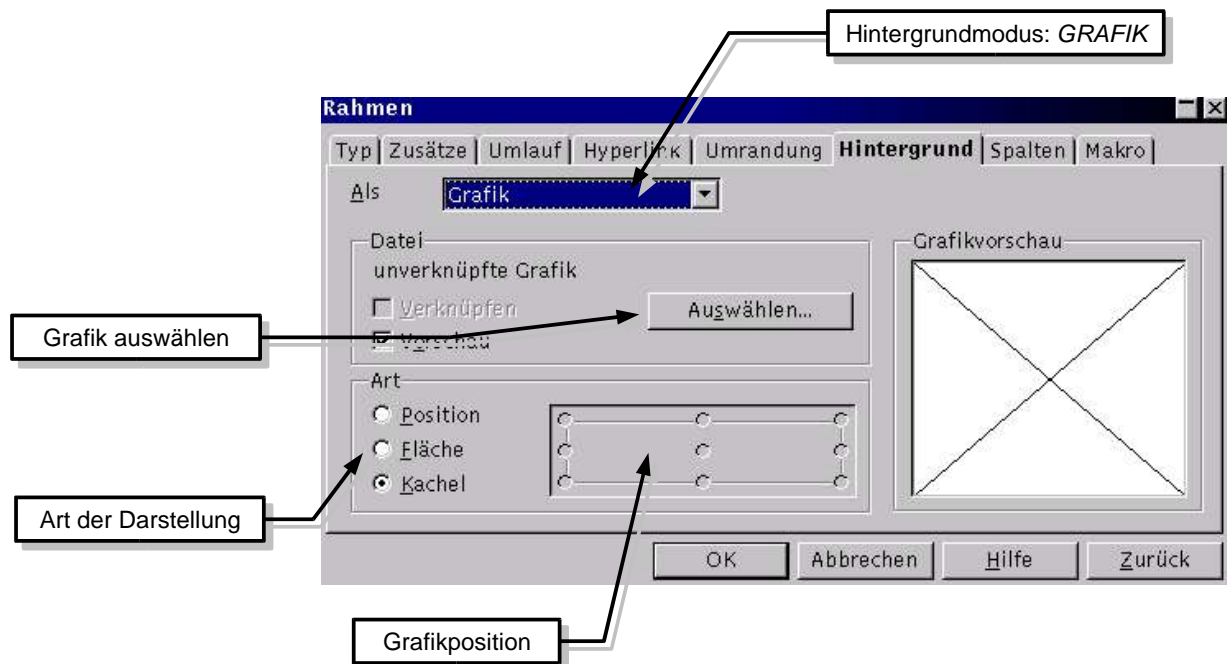 Hintergrundmodus: GRAFIK
Rahmen
Typ Zusätze Umlauf Hyperlink Umrandung Hintergrund Spalten Makro
Als Grafik
Datei
Grafikvorschau
unverknüpfte Grafik
Verknüpfen
Auswählen...
Grafik auswählen
Vorschau
Art
Position
Fläche
Kachel
Art der Darstellung
OK Abbrechen Hilfe Zurück
Grafikposition